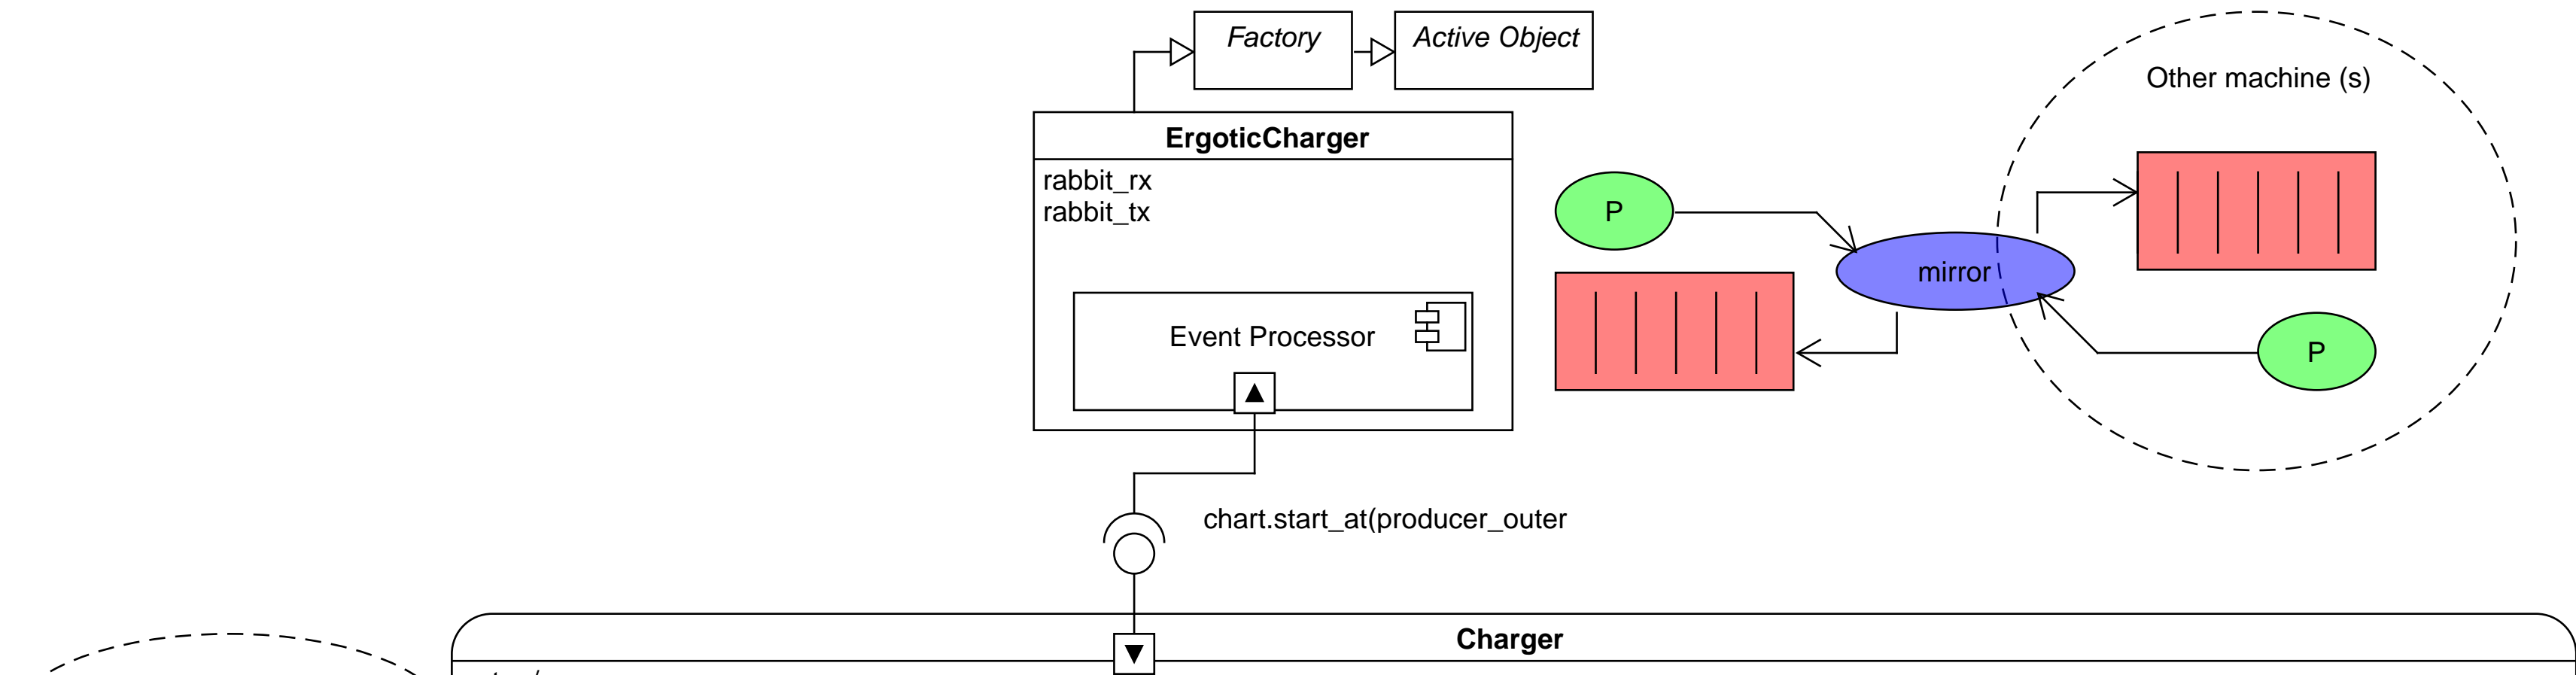 Factory
Active Object
Other machine (s)
ErgoticCharger
rabbit_rx
rabbit_tx
P
mirror
Event Processor
P
chart.start_at(producer_outer
Charger